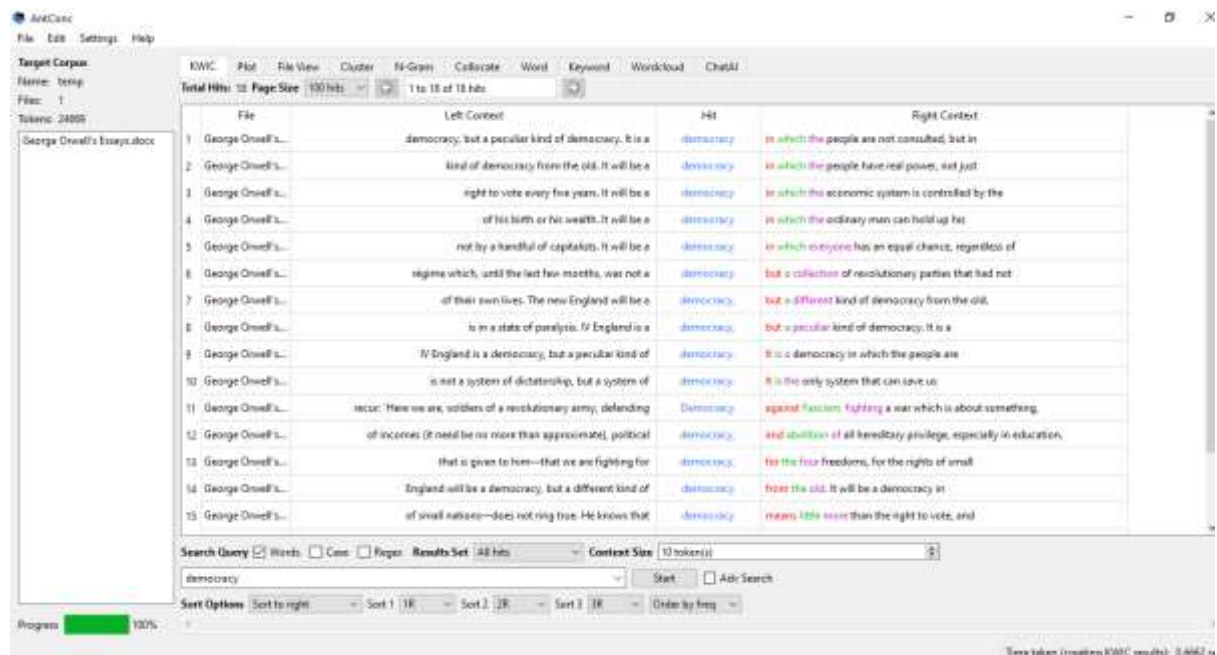 AntConc
File Edit Settings Help
Target Corpus
Name: temp
Files: 1
Tokens:
George Orwell's Essays.docx
KWIC Plot File View Cluster N-Gram Collocate Word Keyword Wordcloud ChatAI
Total Hits: 18 Page Size 100 hits 1 to 18 of 18 hits
File Left Context Hit Right Context
1 George Orwell's... democracy, but a peculiar kind of democracy. It is a democracy in which the people are not consulted, but in
2 George Orwell's... kind of democracy from the old. It will be a democracy in which the people have real power, not just
3 George Orwell's... right to vote every five years. It will be a democracy in which the economic system is controlled by the
4 George Orwell's... of his birth or his wealth. It will be a democracy in which the ordinary man can hold up his
5 George Orwell's... not by a handful of capitalists. It will be a democracy in which everyone has an equal chance, regardless of
6 George Orwell's... régime which, until the last few months, was not a democracy but a collection of revolutionary parties that had not
7 George Orwell's... of their own lives. The new England will be a democracy, but a different kind of democracy from the old.
8 George Orwell's... is in a state of paralysis. IV England is a democracy, but a peculiar kind of democracy. It is a
9 George Orwell's... IV England is a democracy, but a peculiar kind of democracy. It is a democracy in which the people are
10 George Orwell's... is not a system of dictatorship, but a system of democracy. It is the only system that can save us
11 George Orwell's... recur: 'Here we are, soldiers of a revolutionary army, defending Democracy against Fascism, fighting a war which is about something,
12 George Orwell's... of incomes (it need be no more than approximate), political democracy, and abolition of all hereditary privilege, especially in education.
13 George Orwell's... that is given to him—that we are fighting for democracy, for the four freedoms, for the rights of small
14 George Orwell's... England will be a democracy, but a different kind of democracy from the old. It will be a democracy in
15 George Orwell's... of small nations—does not ring true. He knows that democracy means little more than the right to vote, and
Search Query Words Case Regex Results Set All hits Context Size 10 token(s)
democracy Start Adv Search
Sort Options Sort to right Sort 1 1R Sort 2 2R Sort 3 3R Order by freq
Progress 100%
Time taken (creating KWIC results):